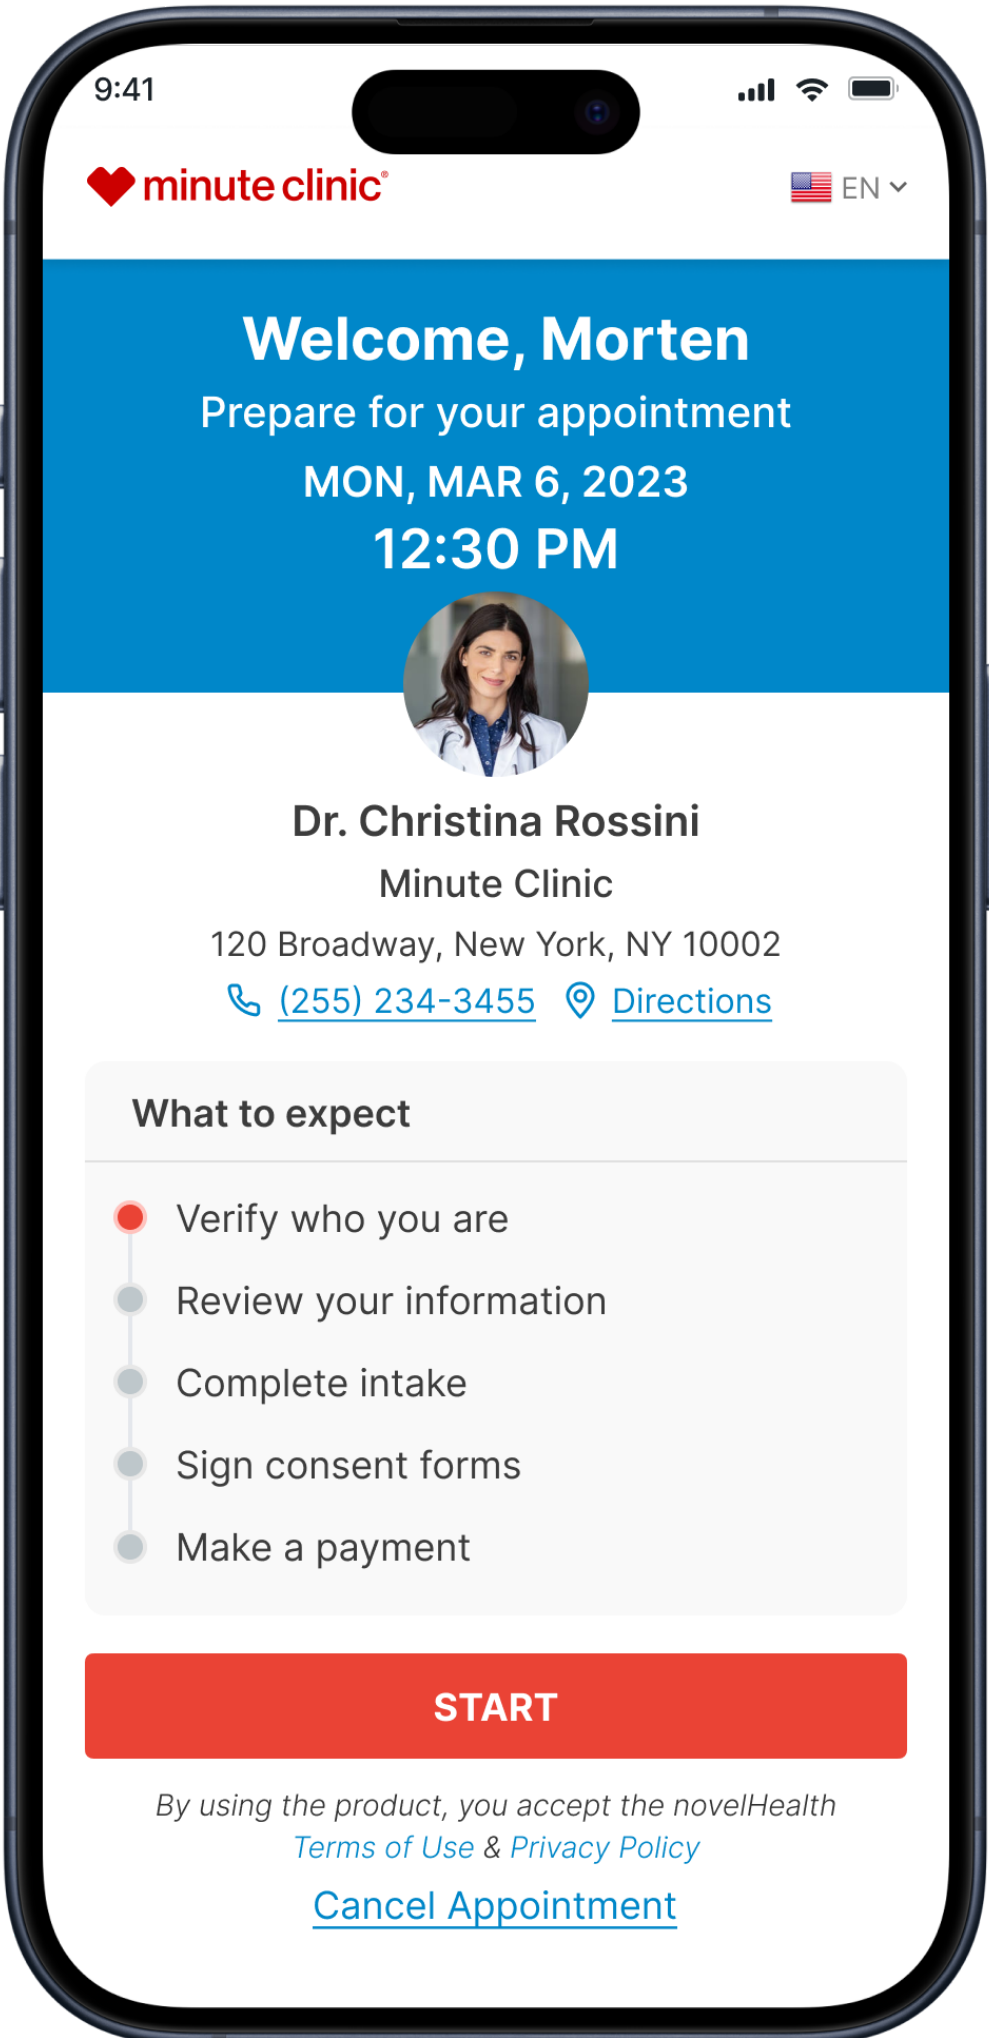 9:41
minute clinic®
EN
Welcome, Morten
Prepare for your appointment
MON, MAR 6, 2023
12:30 PM
Dr. Christina Rossini
Minute Clinic
120 Broadway, New York, NY 10002
(255) 234-3455 Directions
What to expect
Verify who you are
Review your information
Complete intake
Sign consent forms
Make a payment
START
By using the product, you accept the novelHealth
Terms of Use & Privacy Policy
Cancel Appointment